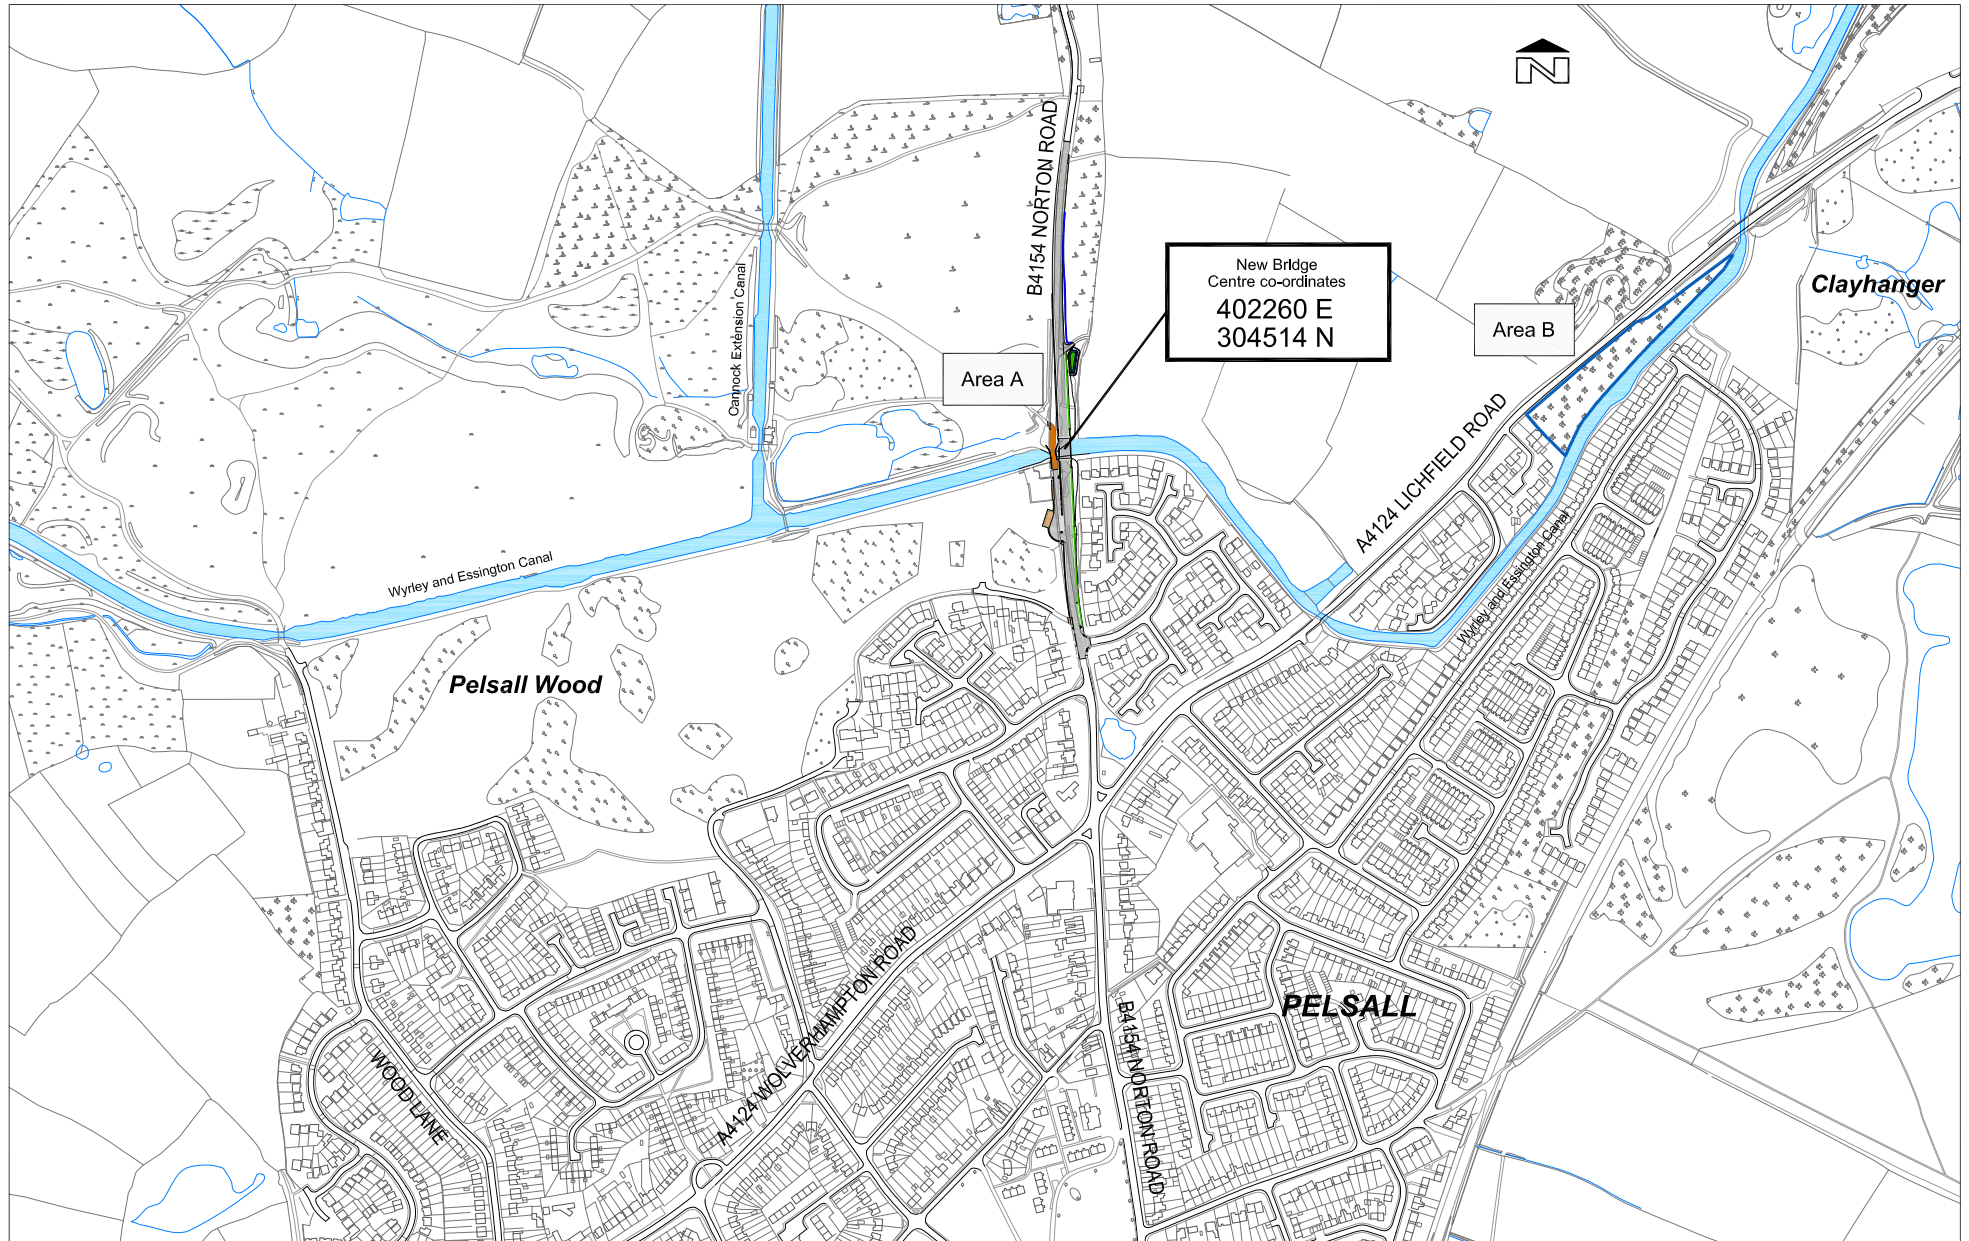 N
B4154 NORTON ROAD
New Bridge
Centre co-ordinates
402260 E
304514 N
Clayhanger
Area B
Cannock Extension Canal
Area A
A4124 LICHFIELD ROAD
Wyrley and Essington Canal
Wyrley and Essington Canal
Pelsall Wood
A4124 WOLVERHAMPTON ROAD
PELSALL
WOOD LANE
B4154 NORTON ROAD